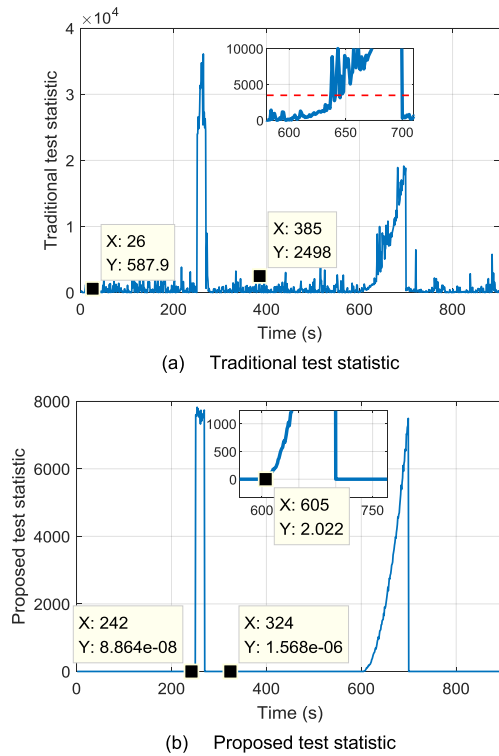 ×10⁴
4
3
2
1
0
Traditional test statistic
10000
5000
0
600 650 700
X: 26
Y: 587.9
X: 385
Y: 2498
0 200 400 600 800
Time (s)
(a) Traditional test statistic
8000
6000
4000
2000
0
Proposed test statistic
1000
500
0
600 750
X: 605
Y: 2.022
X: 242
Y: 8.864e-08
X: 324
Y: 1.568e-06
0 200 400 600 800
Time (s)
(b) Proposed test statistic